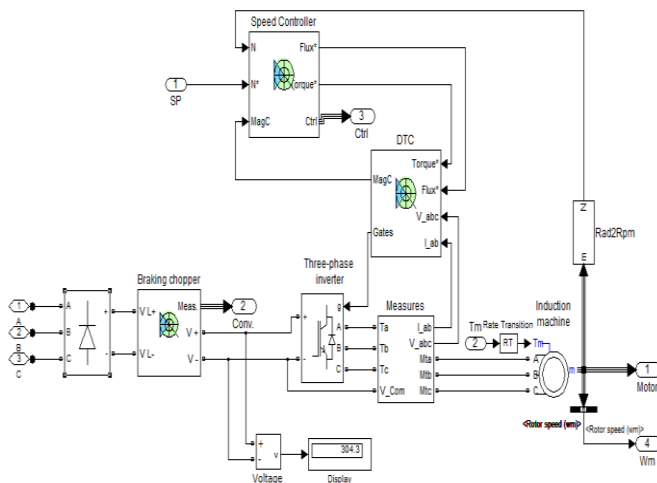 Speed Controller
N
Flux*
1
SP
N*
Torque*
MagC
Ctrl
3
Ctrl
DTC
Torque*
MagC
Flux*
V_abc
Gates
I_ab
Z
Rad2Rpm
E
Braking chopper
Three-phase
inverter
Measures
Induction
machine
1
A
2
B
3
C
A
B
C
+
-
V L+
V L-
Meas.
2
Conv.
V +
V -
g
+
-
A
B
C
Ta
Tb
Tc
V_Com
I_ab
V_abc
Mta
Mtb
Mtc
Tm
2
Rate Transition
RT
Tm
A
B
C
m
1
Motor
<Rotor speed (wm)>
<Rotor speed (wm)>
4
Wm
+
-
v
Voltage
304.3
Display